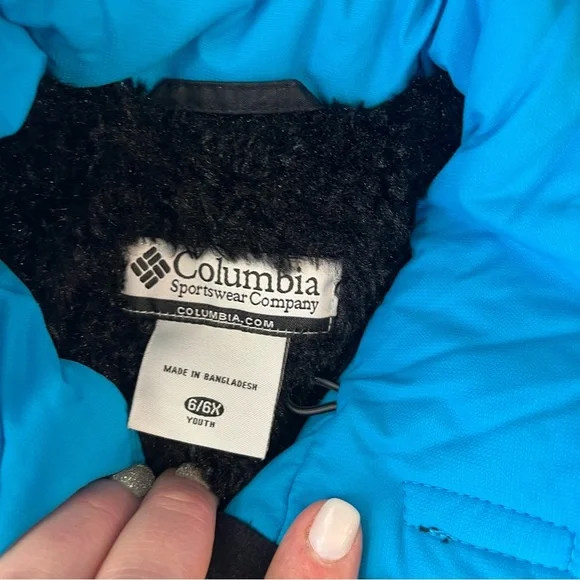 Columbia
Sportswear Company
COLUMBIA.COM
MADE IN BANGLADESH
6/6X
YOUTH